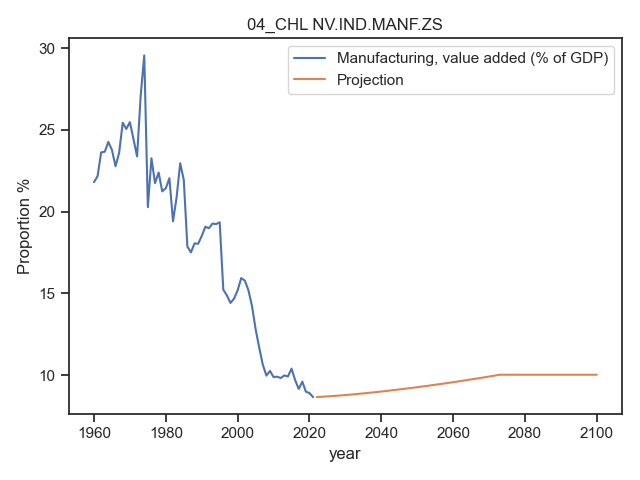 04_CHL NV.IND.MANF.ZS
Manufacturing, value added (% of GDP)
Projection
30
25
20
15
10
Proportion %
1960 1980 2000 2020 2040 2060 2080 2100
year